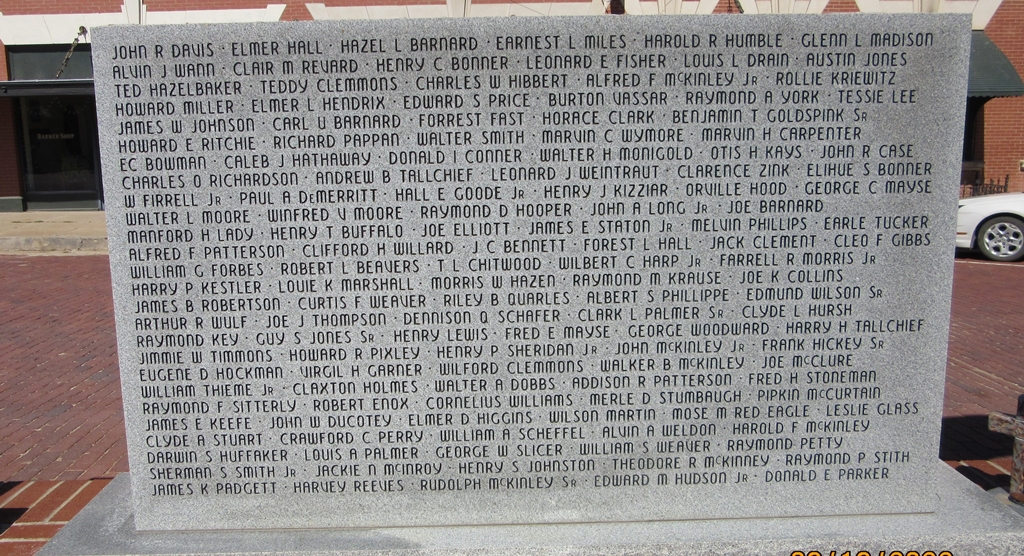 JOHN R DAVIS · ELMER HALL · HAZEL L BARNARD · EARNEST L MILES · HAROLD R HUMBLE · GLENN L MADISON
ALVIN J WANN · CLAIR M REVARD · HENRY C BONNER · LEONARD E FISHER · LOUIS L DRAIN · AUSTIN JONES
TED HAZELBAKER · TEDDY CLEMMONS · CHARLES W HIBBERT · ALFRED F McKINLEY JR · ROLLIE KRIEWITZ
HOWARD MILLER · ELMER L HENDRIX · EDWARD S PRICE · BURTON VASSAR · RAYMOND A YORK · TESSIE LEE
JAMES W JOHNSON · CARL U BARNARD · FORREST FAST · HORACE CLARK · BENJAMIN T GOLDSPINK SR
HOWARD E RITCHIE · RICHARD PAPPAN · WALTER SMITH · MARVIN C WYMORE · MARVIN H CARPENTER
EC BOWMAN · CALEB J HATHAWAY · DONALD I CONNER · WALTER H MONIGOLD · OTIS H KAYS · JOHN R CASE
CHARLES O RICHARDSON · ANDREW B TALLCHIEF · LEONARD J WEINTRAUT · CLARENCE ZINK · ELIHUE S BONNER
W FIRRELL JR · PAUL A DeMERRITT · HALL E GOODE JR · HENRY J KIZZIAR · ORVILLE HOOD · GEORGE C MAYSE
WALTER L MOORE · WINFRED V MOORE · RAYMOND D HOOPER · JOHN A LONG JR · JOE BARNARD
MANFORD H LADY · HENRY T BUFFALO · JOE ELLIOTT · JAMES E STATON JR · MELVIN PHILLIPS · EARLE TUCKER
ALFRED F PATTERSON · CLIFFORD H WILLARD · J C BENNETT · FOREST L HALL · JACK CLEMENT · CLEO F GIBBS
WILLIAM G FORBES · ROBERT L BEAVERS · T L CHITWOOD · WILBERT C HARP JR · FARRELL R MORRIS JR
HARRY P KESTLER · LOUIE K MARSHALL · MORRIS W HAZEN · RAYMOND M KRAUSE · JOE K COLLINS
JAMES B ROBERTSON · CURTIS F WEAVER · RILEY B QUARLES · ALBERT S PHILLIPPE · EDMUND WILSON SR
ARTHUR R WULF · JOE J THOMPSON · DENNISON O SCHAFER · CLARK L PALMER SR · CLYDE L HURSH
RAYMOND KEY · GUY S JONES SR · HENRY LEWIS · FRED E MAYSE · GEORGE WOODWARD · HARRY H TALLCHIEF
JIMMIE W TIMMONS · HOWARD R PIXLEY · HENRY P SHERIDAN JR · JOHN McKINLEY JR · FRANK HICKEY SR
EUGENE D HOCKMAN · VIRGIL H GARNER · WILFORD CLEMMONS · WALKER B McKINLEY · JOE McCLURE
WILLIAM THIEME JR · CLAXTON HOLMES · WALTER A DOBBS · ADDISON R PATTERSON · FRED H STONEMAN
RAYMOND F SITTERLY · ROBERT ENOX · CORNELIUS WILLIAMS · MERLE D STUMBAUGH · PIPKIN McCURTAIN
JAMES E KEEFE · JOHN W DUCOTEY · ELMER D HIGGINS · WILSON MARTIN · MOSE M RED EAGLE · LESLIE GLASS
CLYDE A STUART · CRAWFORD C PERRY · WILLIAM A SCHEFFEL · ALVIN A WELDON · HAROLD F McKINLEY
DARWIN S HUFFAKER · LOUIS A PALMER · GEORGE W SLICER · WILLIAM S WEAVER · RAYMOND PETTY
SHERMAN S SMITH JR · JACKIE N McINROY · HENRY S JOHNSTON · THEODORE R McKINNEY · RAYMOND P STITH
JAMES K PADGETT · HARVEY REEVES · RUDOLPH McKINLEY SR · EDWARD M HUDSON JR · DONALD E PARKER